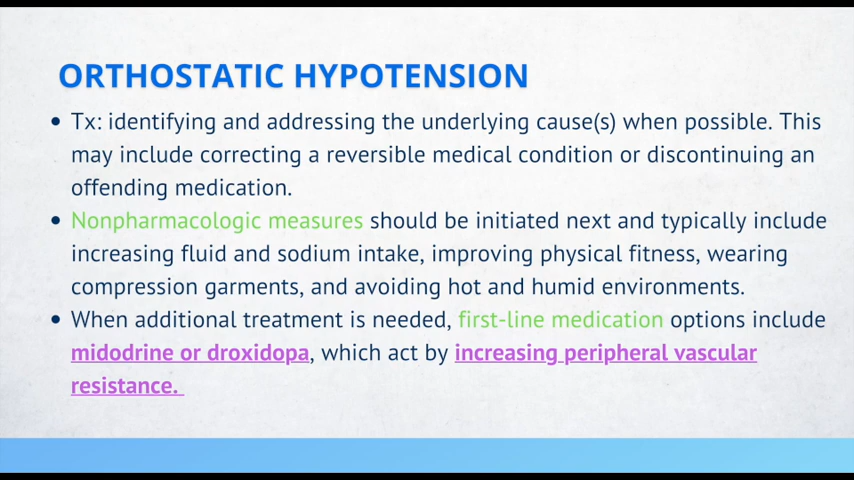 ORTHOSTATIC HYPOTENSION
• Tx: identifying and addressing the underlying cause(s) when possible. This
may include correcting a reversible medical condition or discontinuing an
offending medication.
• Nonpharmacologic measures should be initiated next and typically include
increasing fluid and sodium intake, improving physical fitness, wearing
compression garments, and avoiding hot and humid environments.
• When additional treatment is needed, first-line medication options include
midodrine or droxidopa, which act by increasing peripheral vascular
resistance.